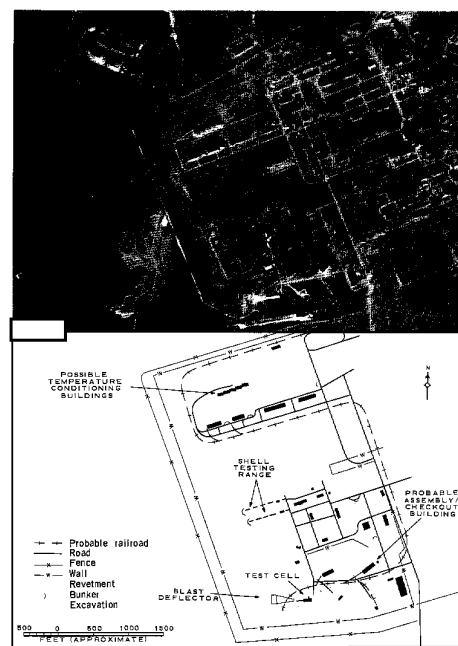 POSSIBLE
TEMPERATURE
CONDITIONING
BUILDINGS
N
SHELL
TESTING
RANGE
PROBABLE
ASSEMBLY/
CHECKOUT
BUILDING
TEST CELL
BLAST
DEFLECTOR
Probable railroad
Road
Fence
W Wall
Revetment
Bunker
Excavation
500 0 500 1000 1500
FEET (APPROXIMATE)